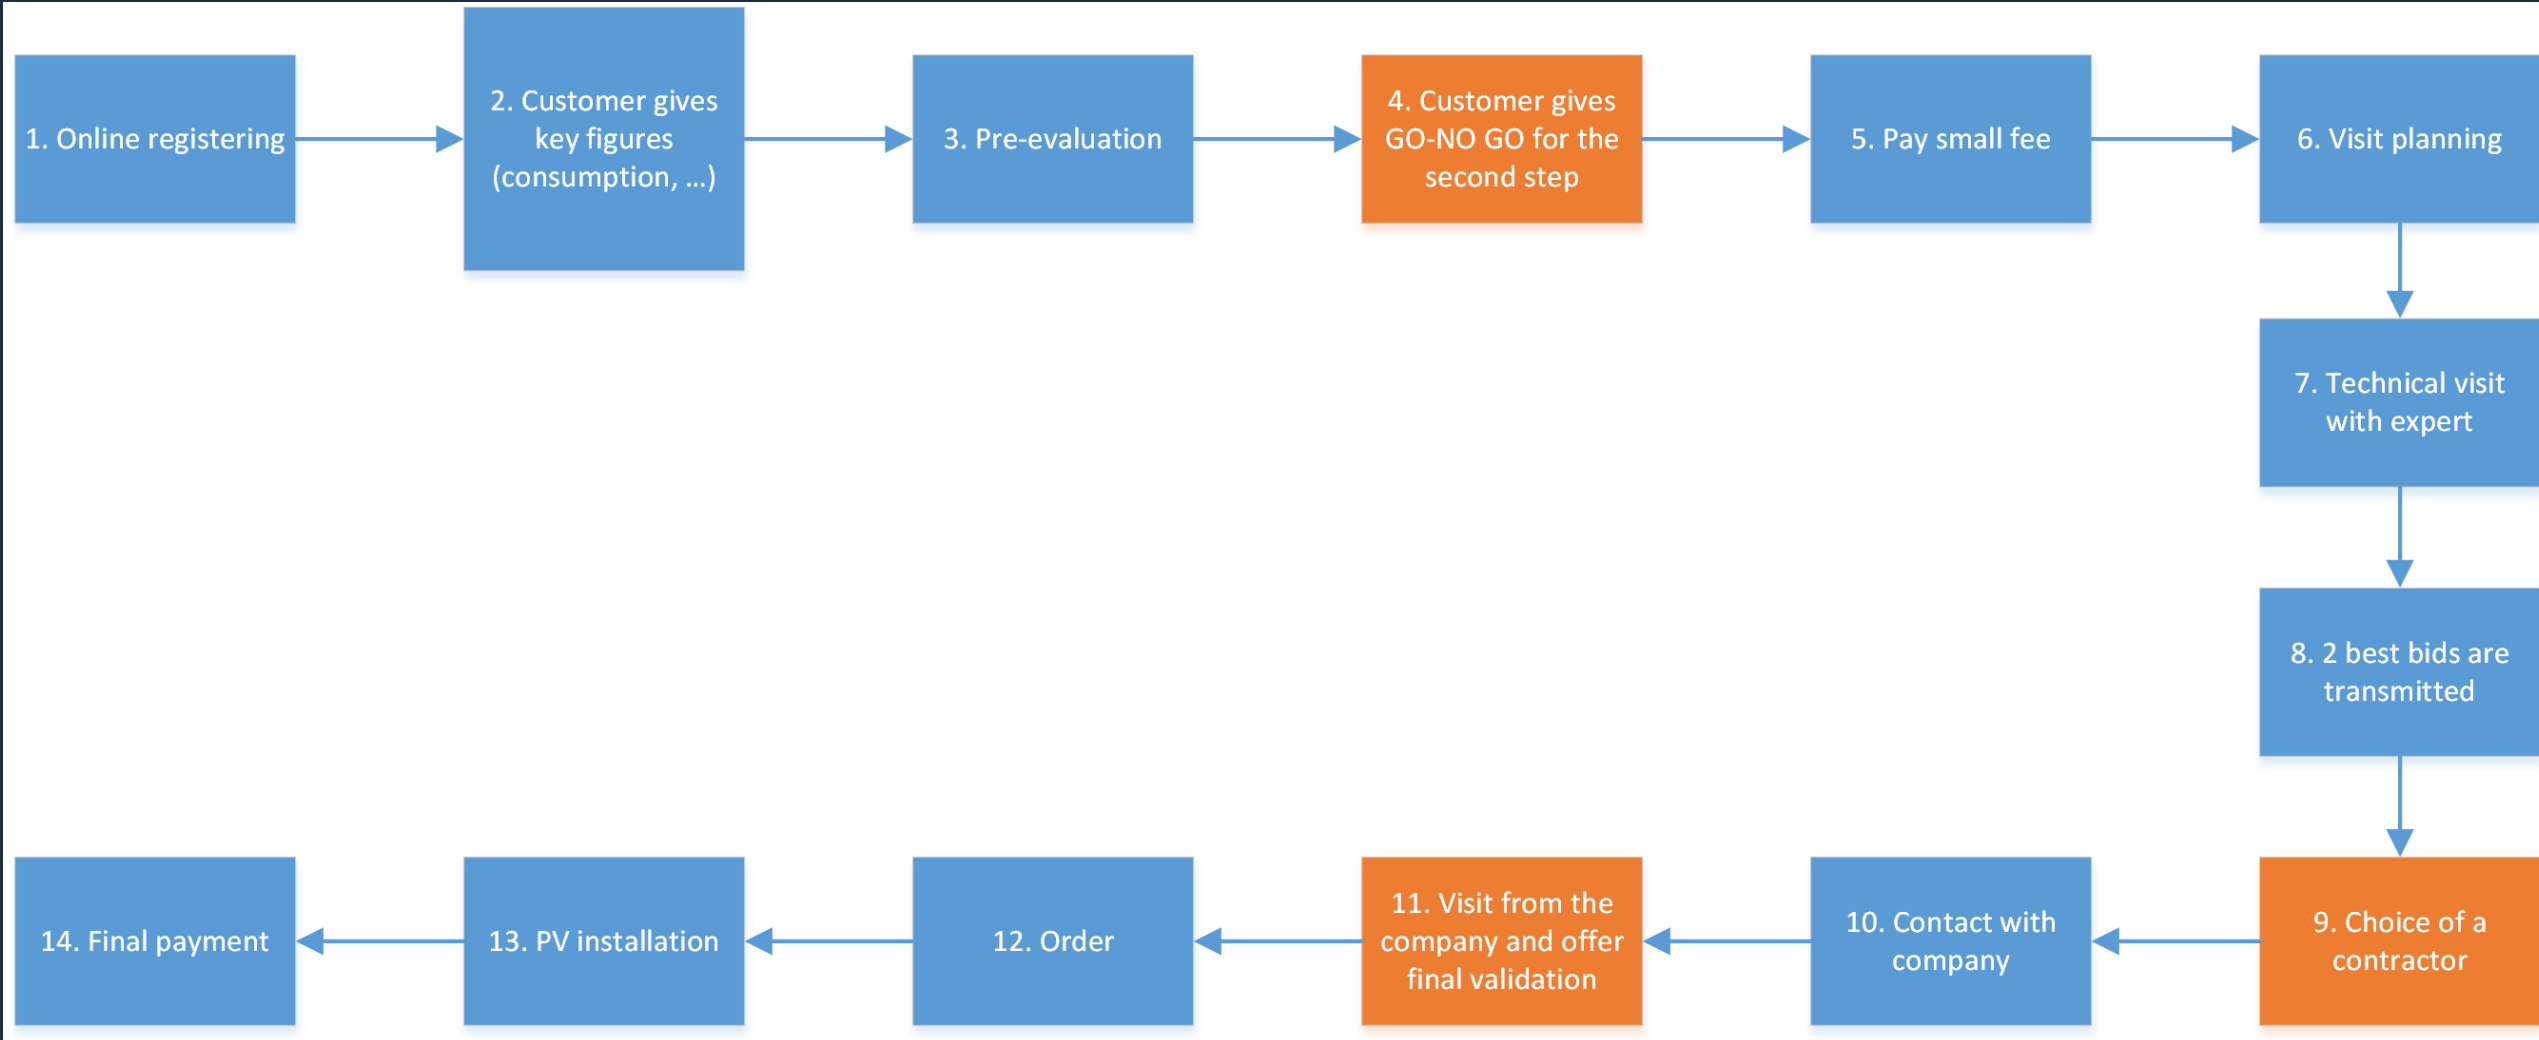 1. Online registering
2. Customer gives
key figures
(consumption, ...)
3. Pre-evaluation
4. Customer gives
GO-NO GO for the
second step
5. Pay small fee
6. Visit planning
7. Technical visit
with expert
8. 2 best bids are
transmitted
9. Choice of a
contractor
10. Contact with
company
11. Visit from the
company and offer
final validation
12. Order
13. PV installation
14. Final payment